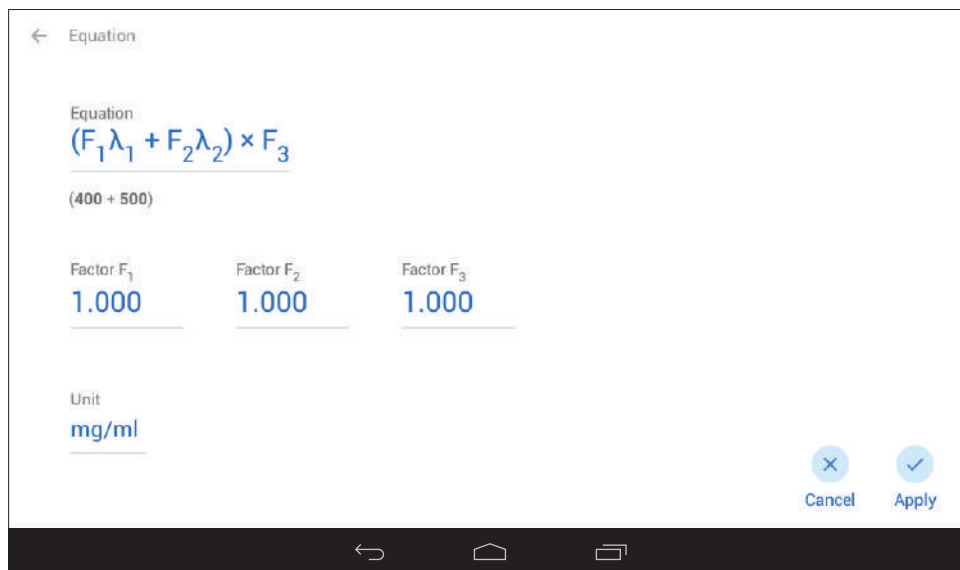 Equation
Equation
(F₁λ₁ + F₂λ₂) × F₃
(400 + 500)
Factor F₁ Factor F₂ Factor F₃
1.000 1.000 1.000
Unit
mg/ml
Cancel Apply